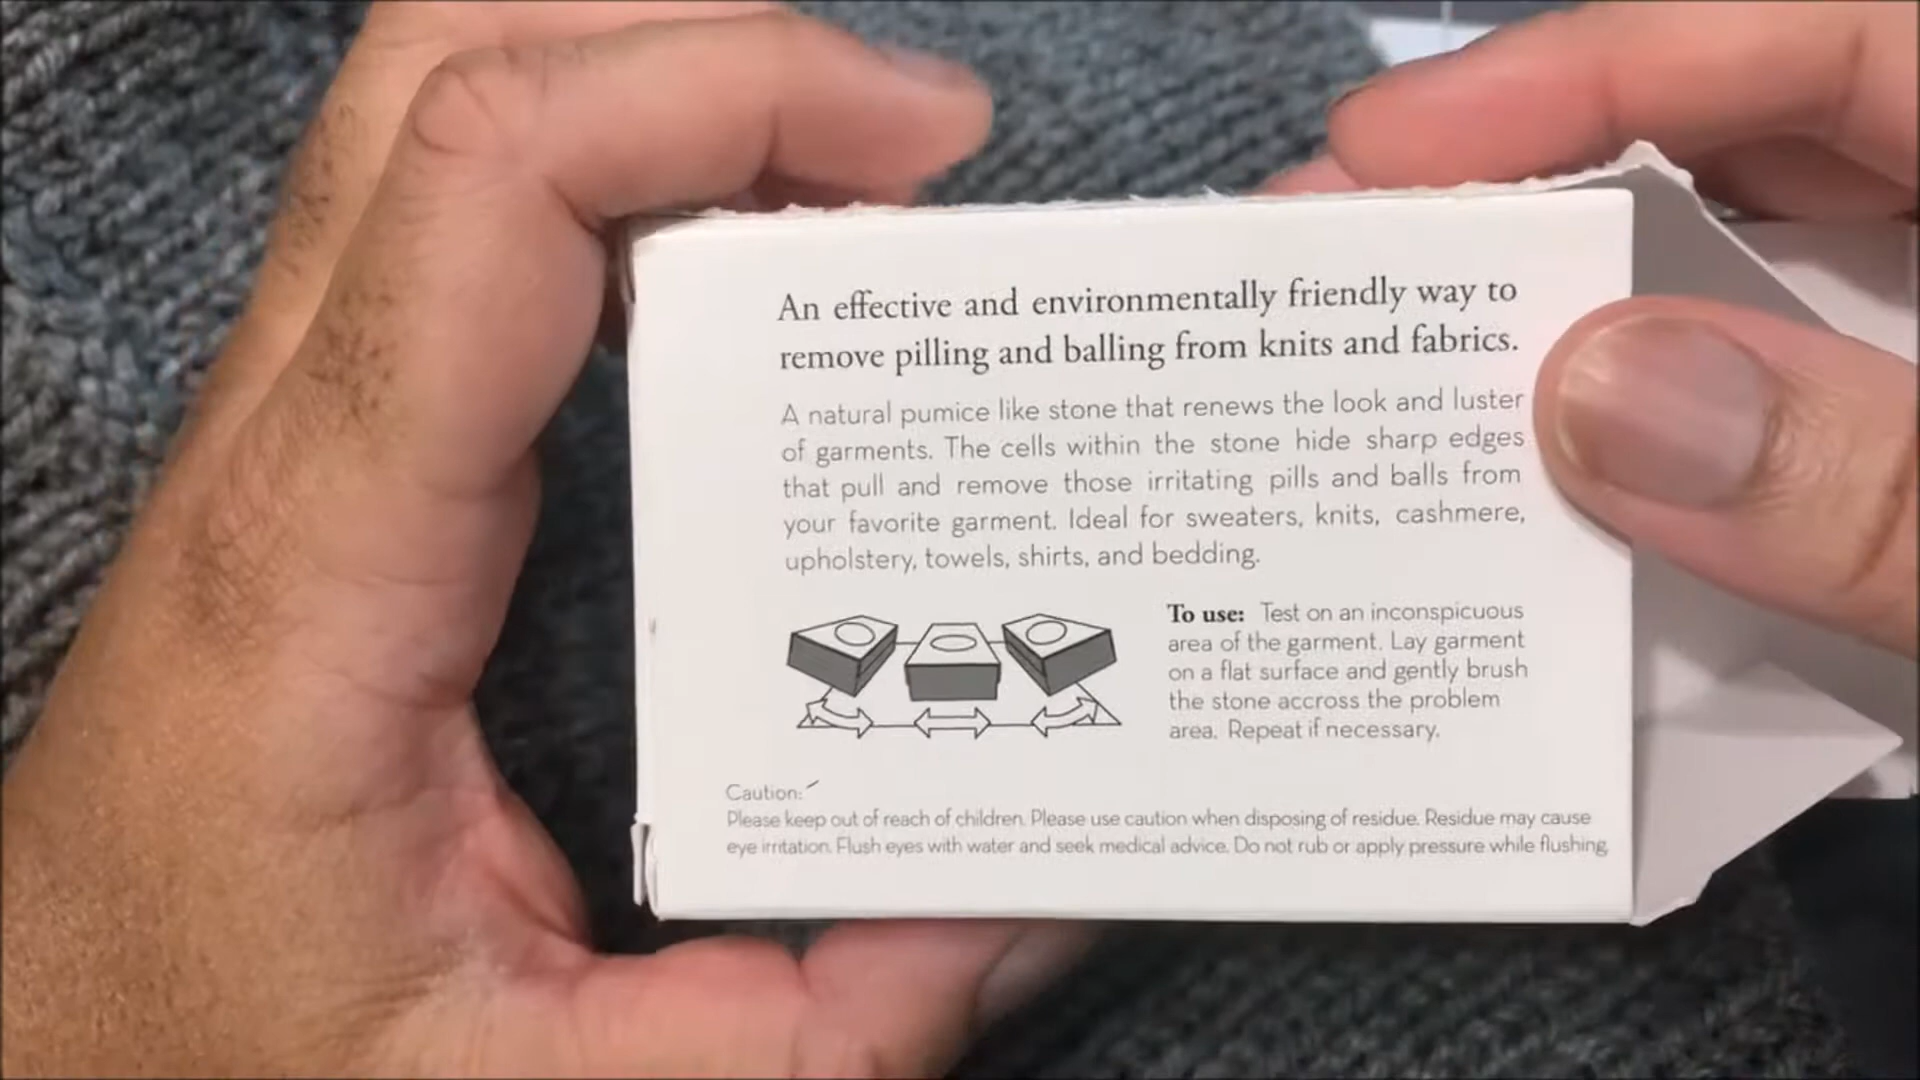 An effective and environmentally friendly way to
remove pilling and balling from knits and fabrics.
A natural pumice like stone that renews the look and luster
of garments. The cells within the stone hide sharp edges
that pull and remove those irritating pills and balls from
your favorite garment. Ideal for sweaters, knits, cashmere,
upholstery, towels, shirts, and bedding.
To use: Test on an inconspicuous
area of the garment. Lay garment
on a flat surface and gently brush
the stone accross the problem
area. Repeat if necessary.
Caution:
Please keep out of reach of children. Please use caution when disposing of residue. Residue may cause
eye irritation. Flush eyes with water and seek medical advice. Do not rub or apply pressure while flushing.